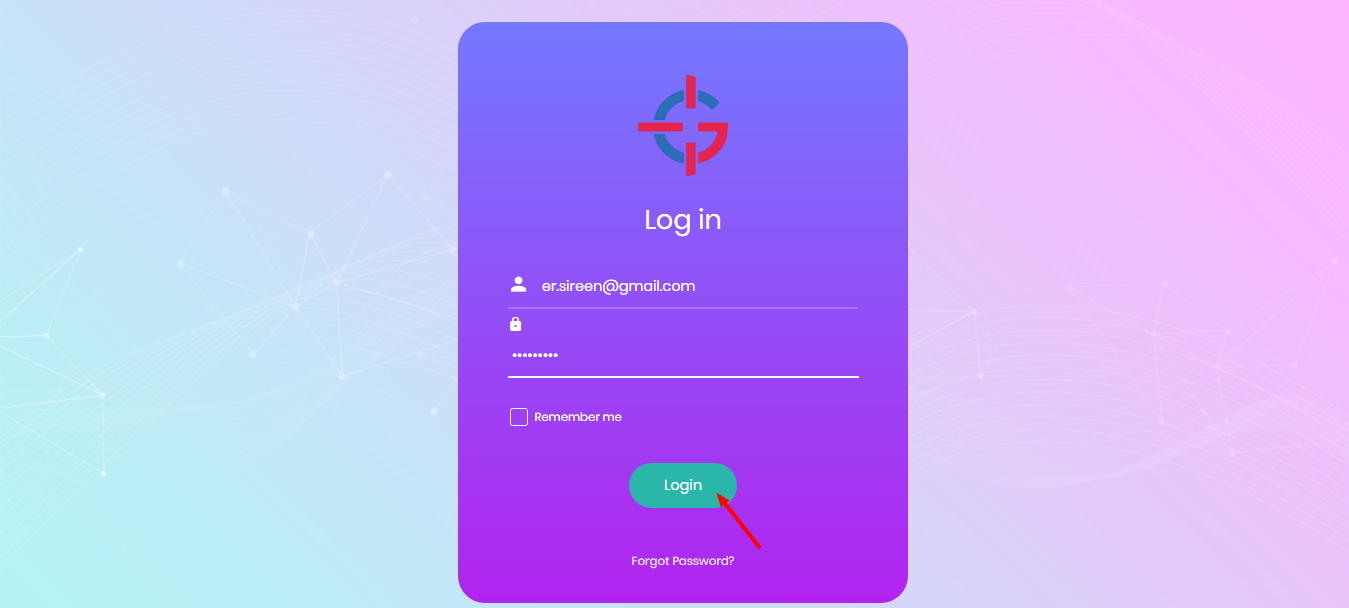 Log in
er.sireen@gmail.com
•••••••••
Remember me
Login
Forgot Password?